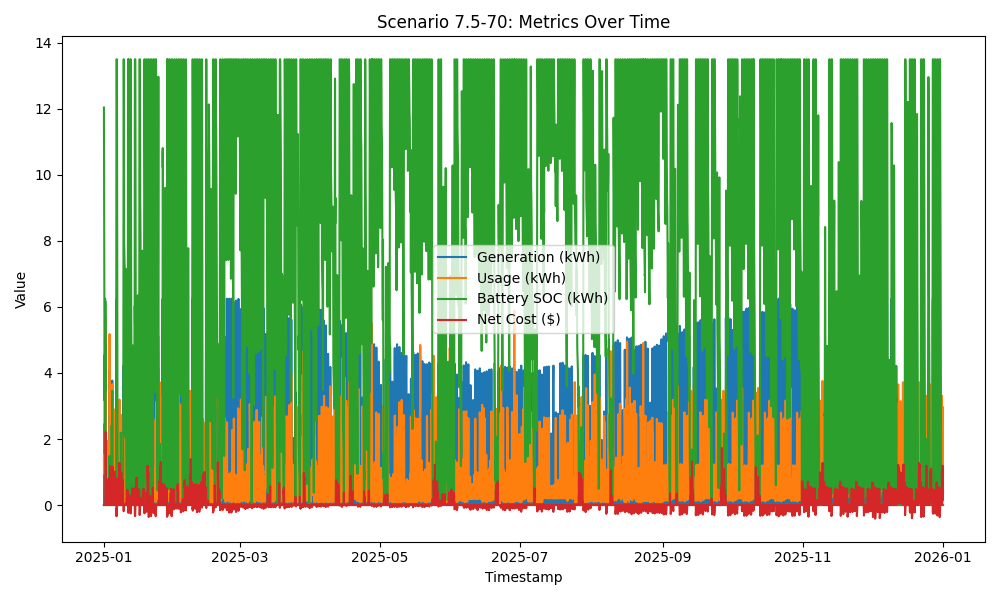 Scenario 7.5-70: Metrics Over Time
14
12
10
8
6
4
2
0
Value
Generation (kWh)
Usage (kWh)
Battery SOC (kWh)
Net Cost ($)
2025-01 2025-03 2025-05 2025-07 2025-09 2025-11 2026-01
Timestamp